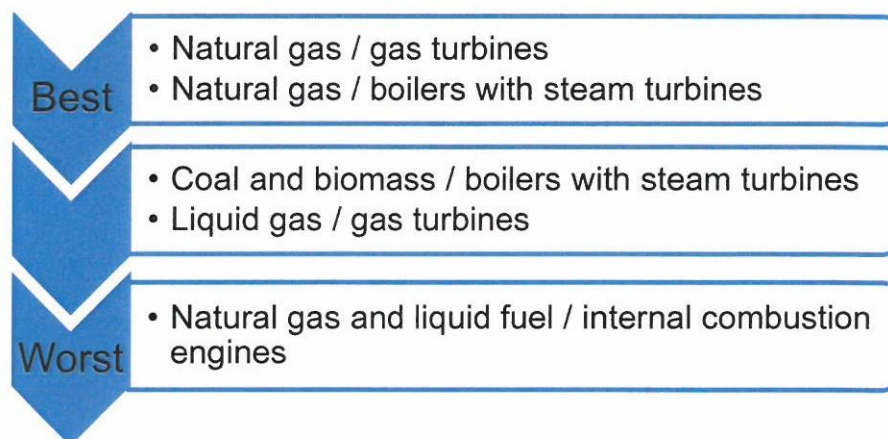 Best
• Natural gas / gas turbines
• Natural gas / boilers with steam turbines
• Coal and biomass / boilers with steam turbines
• Liquid gas / gas turbines
Worst
• Natural gas and liquid fuel / internal combustion
engines